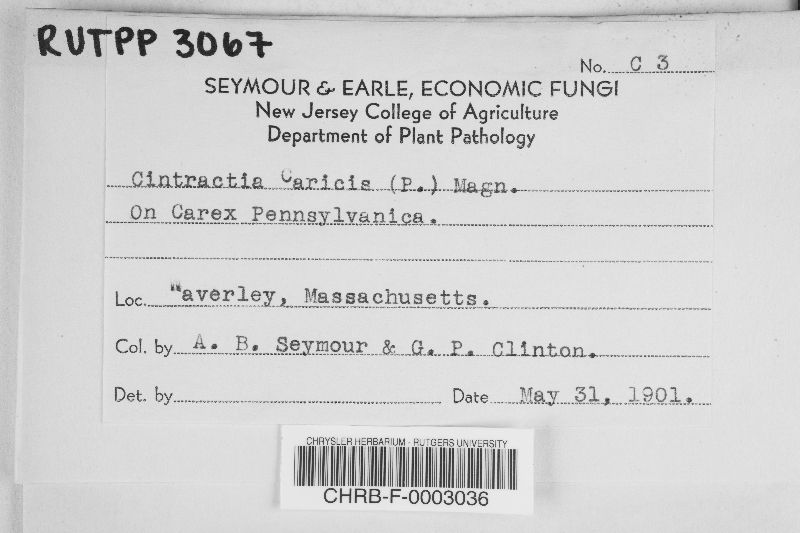 RUTPP 3067
No. C 3
SEYMOUR & EARLE, ECONOMIC FUNGI
New Jersey College of Agriculture
Department of Plant Pathology
Cintractia Caricis (P.) Magn.
On Carex Pennsylvanica.
Loc. Waverley, Massachusetts.
Col. by A. B. Seymour & G. P. Clinton.
Det. by Date May 31, 1901.
CHRYSLER HERBARIUM - RUTGERS UNIVERSITY
CHRB-F-0003036